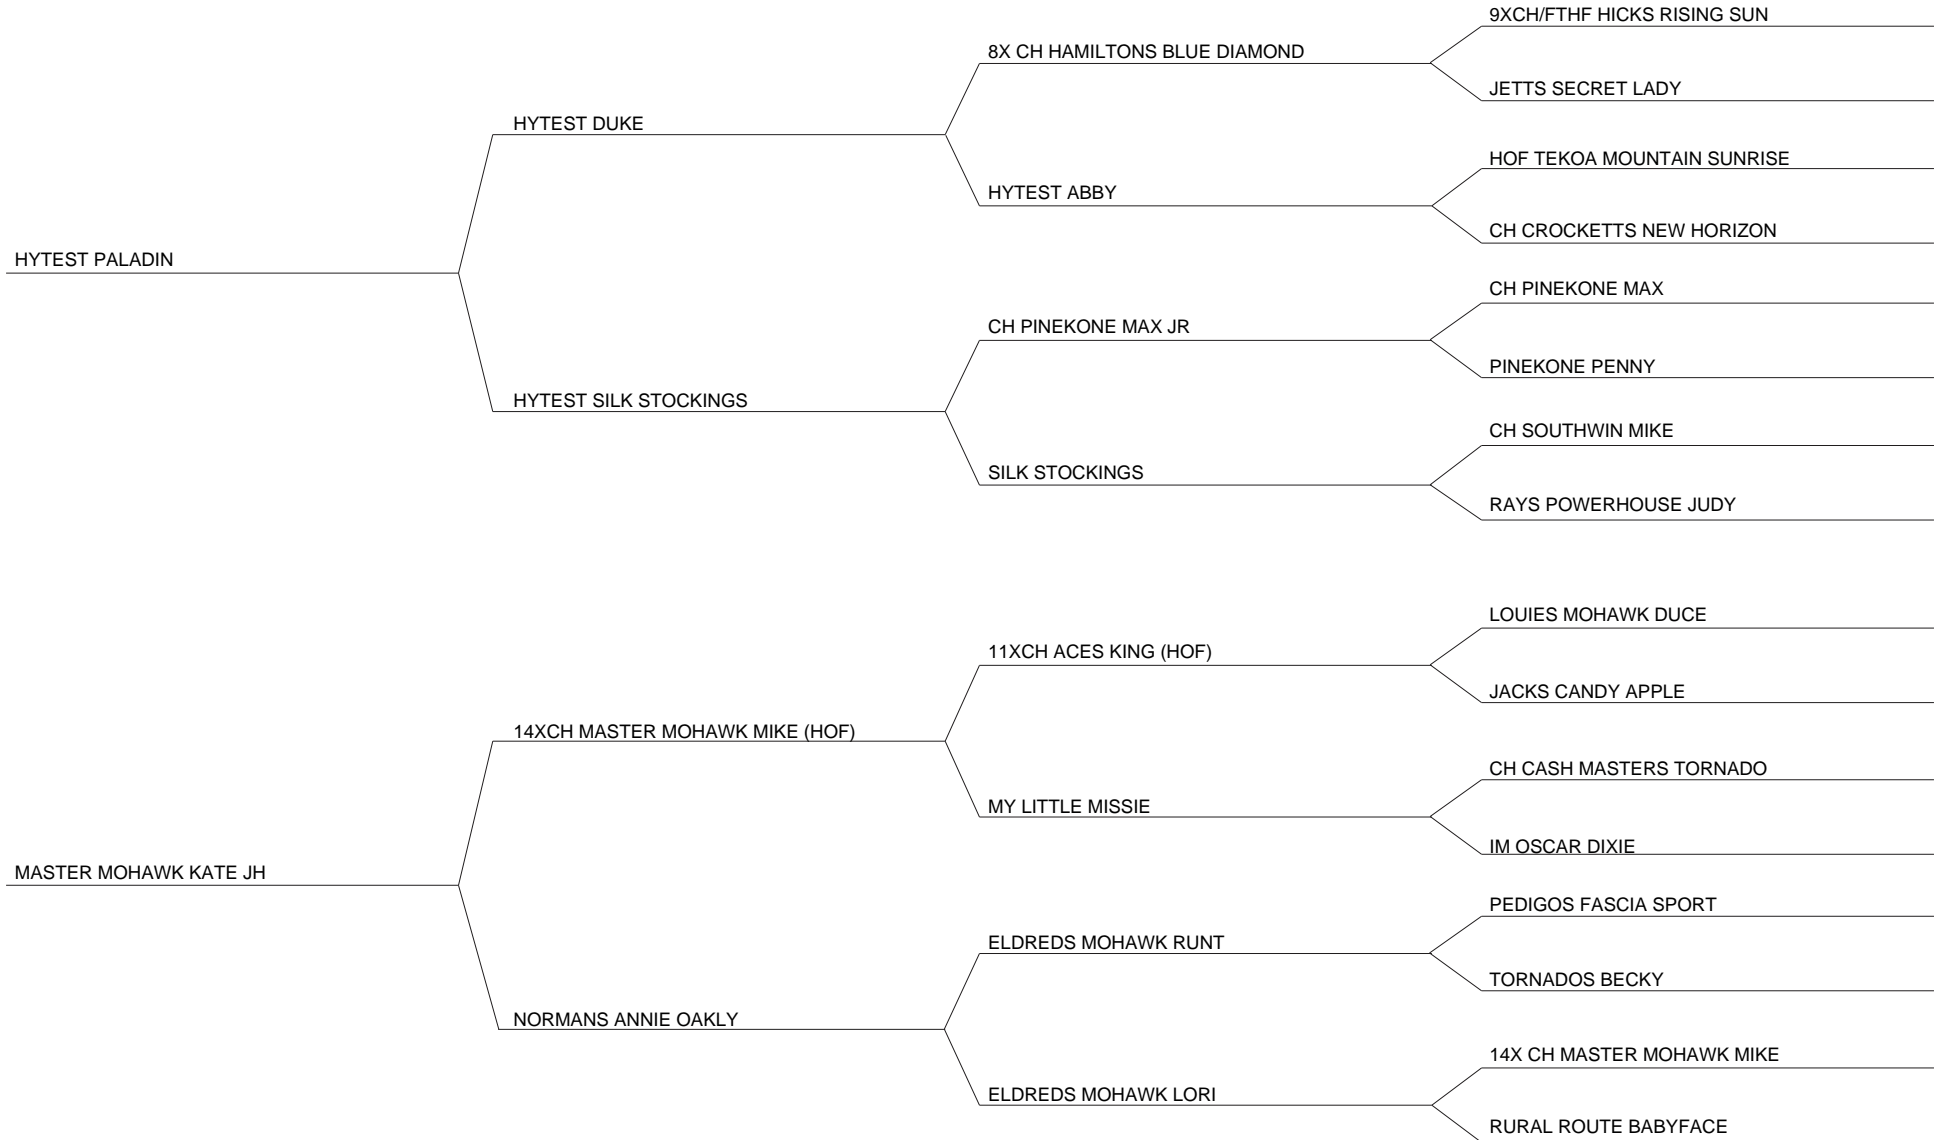 9XCH/FTHF HICKS RISING SUN
8X CH HAMILTONS BLUE DIAMOND
JETTS SECRET LADY
HYTEST DUKE
HOF TEKOA MOUNTAIN SUNRISE
HYTEST ABBY
CH CROCKETTS NEW HORIZON
HYTEST PALADIN
CH PINEKONE MAX
CH PINEKONE MAX JR
PINEKONE PENNY
HYTEST SILK STOCKINGS
CH SOUTHWIN MIKE
SILK STOCKINGS
RAYS POWERHOUSE JUDY
LOUIES MOHAWK DUCE
11XCH ACES KING (HOF)
JACKS CANDY APPLE
14XCH MASTER MOHAWK MIKE (HOF)
CH CASH MASTERS TORNADO
MY LITTLE MISSIE
IM OSCAR DIXIE
MASTER MOHAWK KATE JH
PEDIGOS FASCIA SPORT
ELDREDS MOHAWK RUNT
TORNADOS BECKY
NORMANS ANNIE OAKLY
14X CH MASTER MOHAWK MIKE
ELDREDS MOHAWK LORI
RURAL ROUTE BABYFACE